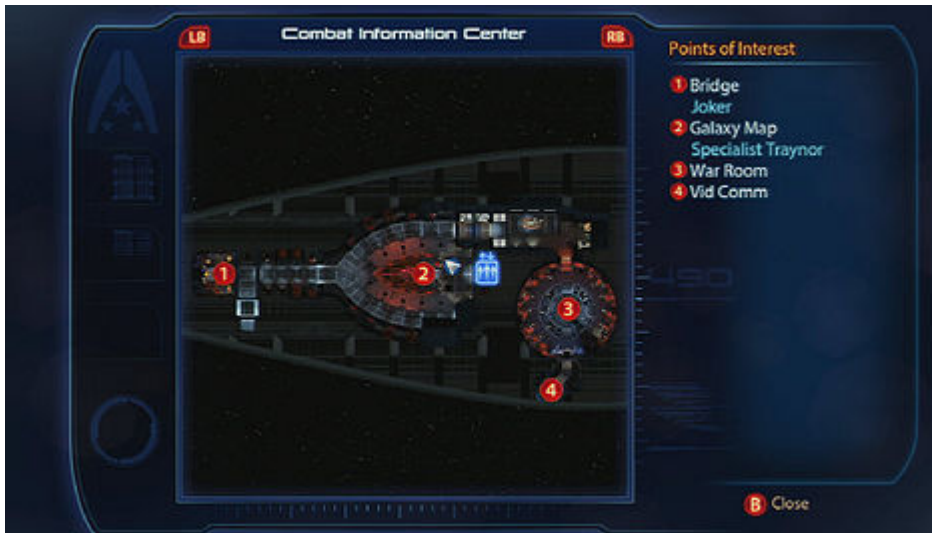 LB
Combat Information Center
RB
Points of Interest
1 Bridge
Joker
2 Galaxy Map
Specialist Traynor
3 War Room
4 Vid Comm
1
2
3
4
490
B Close